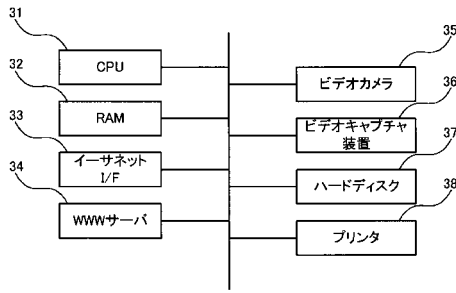 31
CPU
32
RAM
33
イーサネット
I/F
34
WWWサーバ
35
ビデオカメラ
36
ビデオキャプチャ
装置
37
ハードディスク
38
プリンタ